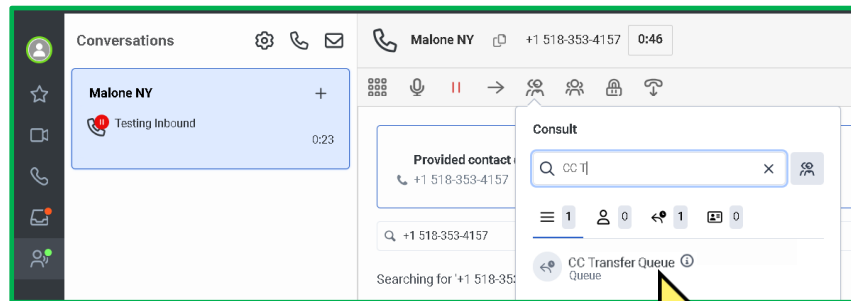 Conversations
Malone NY
Testing Inbound
0:23
Malone NY +1 518-353-4157 0:46
Consult
Provided contact
+1 518-353-4157
CC T
1 0 1 0
+1 518-353-4157
CC Transfer Queue
Queue
Searching for '+1 518-35